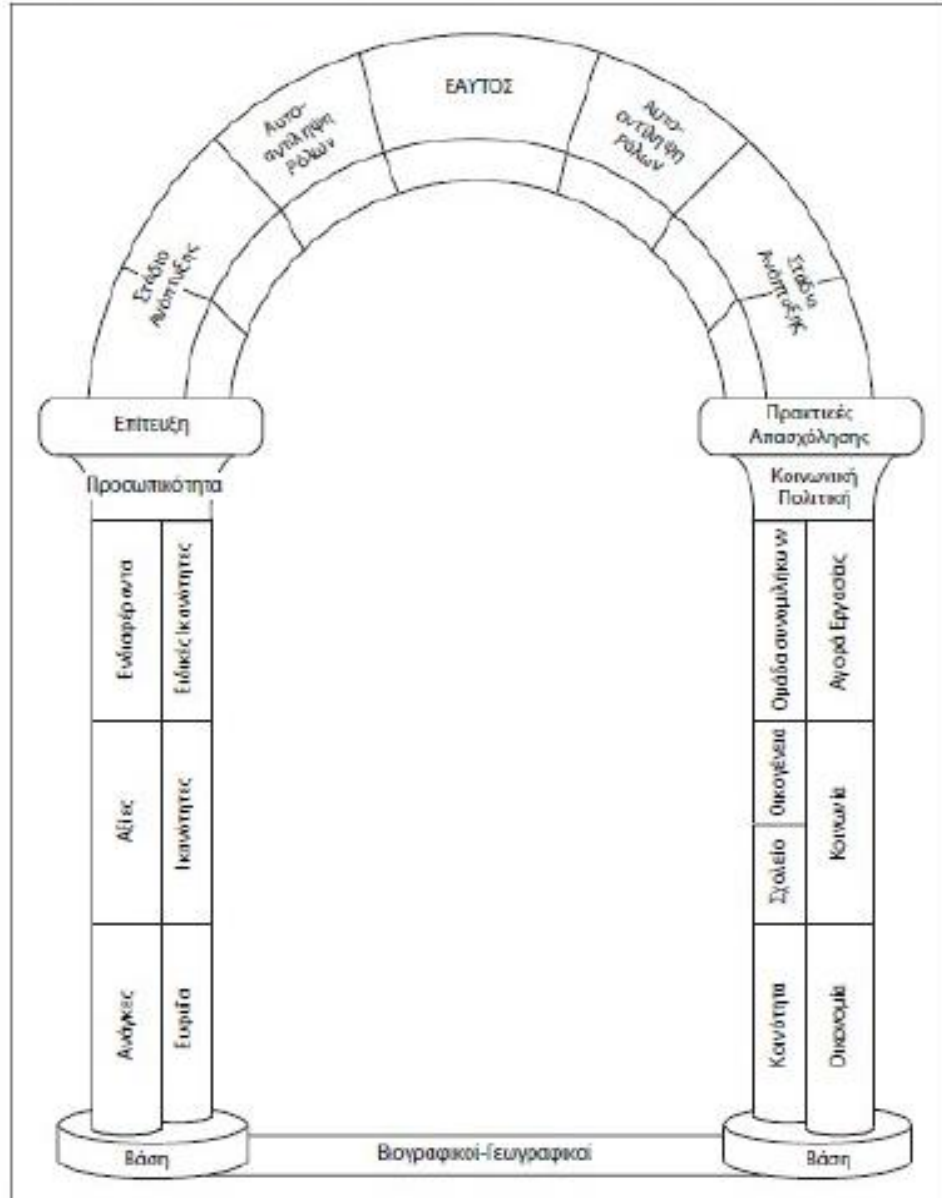 ΕΑΥΤΟΣ
Αυτο-
αντίληψη
Ρόλων
Αυτο-
αντίληψη
Ρόλων
Στάδιο
Ανάπτυξης
Στάδιο
Ανάπτυξης
Επίτευξη
Πρακτικές
Απασχόλησης
Προσωπικότητα
Κοινωνική
Πολιτική
Ενδιαφέροντα
Ειδικές Ικανότητες
Ομάδα συνομιλήκων
Αγορά Εργασίας
Αξίες
Ικανότητες
Οικογένεια
Σχολείο
Κοινωνία
Ανάγκες
Ευφυΐα
Κοινότητα
Οικονομία
Βάση
Βιογραφικοί-Γεωγραφικοί
Βάση